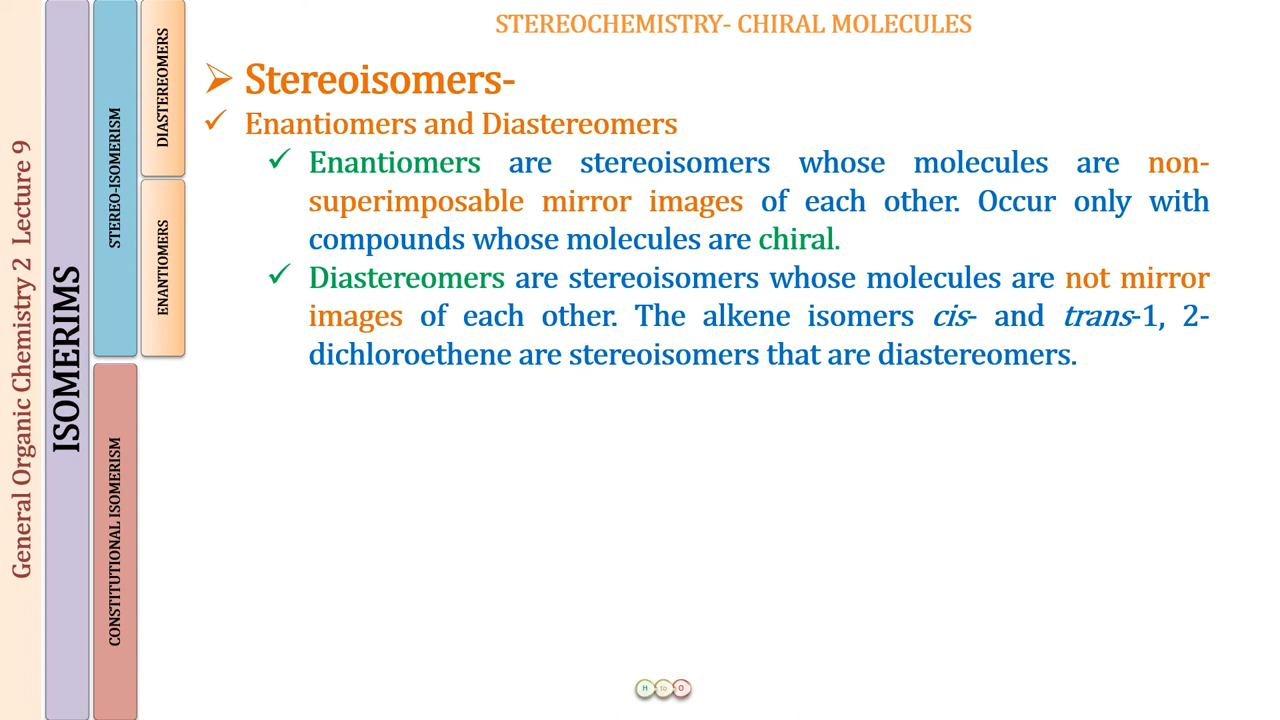 STEREOCHEMISTRY- CHIRAL MOLECULES
General Organic Chemistry 2 Lecture 9
ISOMERIMS
STEREO-ISOMERISM
CONSTITUTIONAL ISOMERISM
DIASTEREOMERS
ENANTIOMERS
➢ Stereoisomers-
✓ Enantiomers and Diastereomers
✓ Enantiomers are stereoisomers whose molecules are non-
superimposable mirror images of each other. Occur only with
compounds whose molecules are chiral.
✓ Diastereomers are stereoisomers whose molecules are not mirror
images of each other. The alkene isomers cis- and trans-1, 2-
dichloroethene are stereoisomers that are diastereomers.
H to O